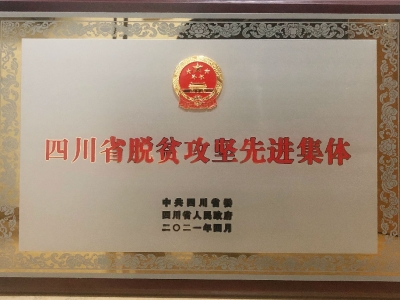 四川省脱贫攻坚先进集体
中共四川省委
四川省人民政府
二〇二一年四月